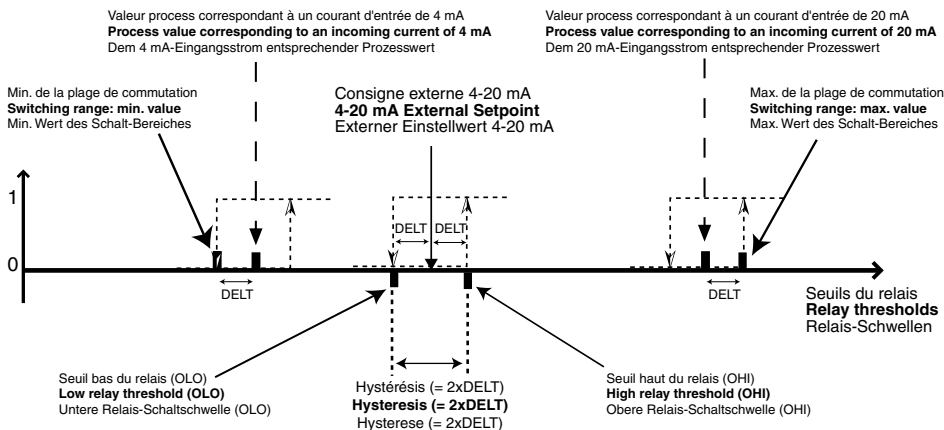 Valeur process correspondant à un courant d'entrée de 4 mA
Process value corresponding to an incoming current of 4 mA
Dem 4 mA-Eingangsstrom entsprechender Prozesswert
Valeur process correspondant à un courant d'entrée de 20 mA
Process value corresponding to an incoming current of 20 mA
Dem 20 mA-Eingangsstrom entsprechender Prozesswert
Min. de la plage de commutation
Switching range: min. value
Min. Wert des Schalt-Bereiches
Consigne externe 4-20 mA
4-20 mA External Setpoint
Externer Einstellwert 4-20 mA
Max. de la plage de commutation
Switching range: max. value
Max. Wert des Schalt-Bereiches
1
DELT DELT
0
DELT
DELT
Seuils du relais
Relay thresholds
Relais-Schwellen
Seuil bas du relais (OLO)
Low relay threshold (OLO)
Untere Relais-Schaltschwelle (OLO)
Hystérésis (= 2xDELT)
Hysteresis (= 2xDELT)
Hysterese (= 2xDELT)
Seuil haut du relais (OHI)
High relay threshold (OHI)
Obere Relais-Schaltschwelle (OHI)